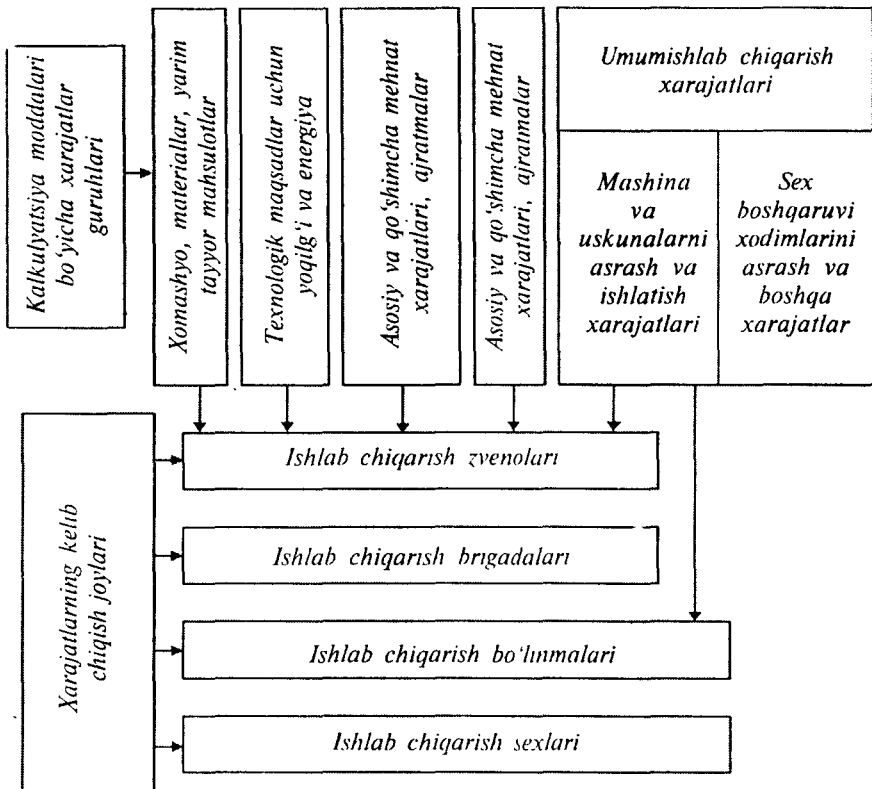 Kalkulyatsiya moddalari
bo‘yicha xarajatlar
guruhlari
Xomashyo, materiallar, yarim
tayyor mahsulotlar
Texnologik maqsadlar uchun
yoqilg‘i va energiya
Asosiy va qo‘shimcha mehnat
xarajatlari, ajratmalar
Asosiy va qo‘shimcha mehnat
xarajatlari, ajratmalar
Umumishlab chiqarish
xarajatlari
Mashina
va
uskunalarni
asrash va
ishlatish
xarajatlari
Sex
boshqaruvi
xodimlarini
asrash va
boshqa
xarajatlar
Xarajatlarning kelib
chiqish joylari
Ishlab chiqarish zvenolari
Ishlab chiqarish brigadalari
Ishlab chiqarish bo‘linmalari
Ishlab chiqarish sexlari